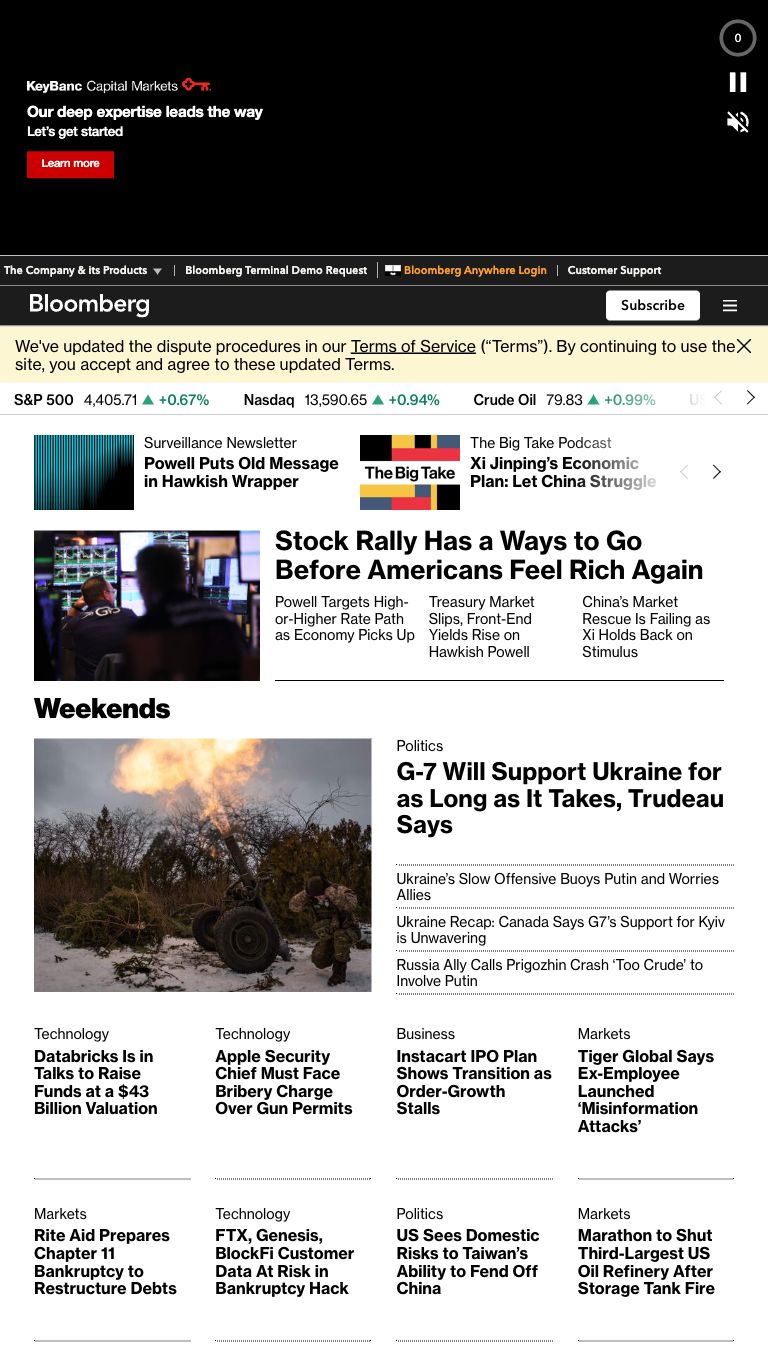 0
KeyBanc Capital Markets
Our deep expertise leads the way
Let's get started
Learn more
The Company & its Products
Bloomberg Terminal Demo Request
Bloomberg Anywhere Login
Customer Support
Bloomberg
Subscribe
We've updated the dispute procedures in our Terms of Service (“Terms”). By continuing to use the
site, you accept and agree to these updated Terms.
S&P 500 4,405.71 ▲ +0.67% Nasdaq 13,590.65 ▲ +0.94% Crude Oil 79.83 ▲ +0.99%
Surveillance Newsletter
Powell Puts Old Message
in Hawkish Wrapper
The Big Take
The Big Take Podcast
Xi Jinping’s Economic
Plan: Let China Struggle
Stock Rally Has a Ways to Go
Before Americans Feel Rich Again
Powell Targets High-
or-Higher Rate Path
as Economy Picks Up
Treasury Market
Slips, Front-End
Yields Rise on
Hawkish Powell
China’s Market
Rescue Is Failing as
Xi Holds Back on
Stimulus
Weekends
Politics
G-7 Will Support Ukraine for
as Long as It Takes, Trudeau
Says
Ukraine’s Slow Offensive Buoys Putin and Worries
Allies
Ukraine Recap: Canada Says G7’s Support for Kyiv
is Unwavering
Russia Ally Calls Prigozhin Crash ‘Too Crude’ to
Involve Putin
Technology
Databricks Is in
Talks to Raise
Funds at a $43
Billion Valuation
Technology
Apple Security
Chief Must Face
Bribery Charge
Over Gun Permits
Business
Instacart IPO Plan
Shows Transition as
Order-Growth
Stalls
Markets
Tiger Global Says
Ex-Employee
Launched
‘Misinformation
Attacks’
Markets
Rite Aid Prepares
Chapter 11
Bankruptcy to
Restructure Debts
Technology
FTX, Genesis,
BlockFi Customer
Data At Risk in
Bankruptcy Hack
Politics
US Sees Domestic
Risks to Taiwan’s
Ability to Fend Off
China
Markets
Marathon to Shut
Third-Largest US
Oil Refinery After
Storage Tank Fire